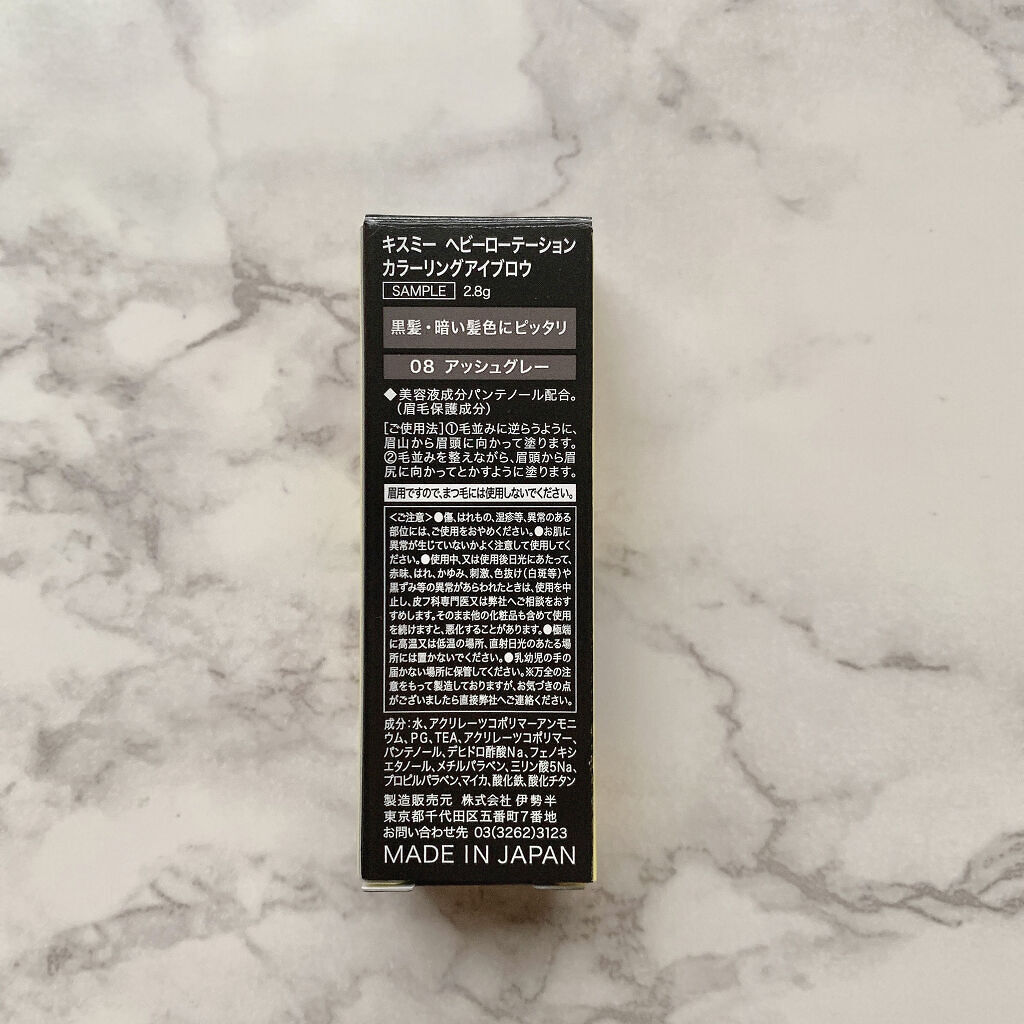 キスミー ヘビーローテーション
カラーリングアイブロウ
SAMPLE 2.8g
黒髪・暗い髪色にピッタリ
08 アッシュグレー
◆美容液成分パンテノール配合。
(眉毛保護成分)
[ご使用法]①毛並みに逆らうように、
眉山から眉頭に向かって塗ります。
②毛並みを整えながら、眉頭から眉
尻に向かってとかすように塗ります。
眉用ですので、まつ毛には使用しないでください。
<ご注意>●傷、はれもの、湿疹等、異常のある
部位には、ご使用をおやめください。●お肌に
異常が生じていないかよく注意して使用してく
ださい。●使用中、又は使用後日光にあたって、
赤味、はれ、かゆみ、刺激、色抜け(白斑等)や
黒ずみ等の異常があらわれたときは、使用を中
止し、皮フ科専門医又は弊社へご相談をおす
すめします。そのまま他の化粧品も含めて使用
を続けますと、悪化することがあります。●極端
に高温又は低温の場所、直射日光のあたる場
所には置かないでください。●乳幼児の手の
届かない場所に保管してください。※万全の注
意をもって製造しておりますが、お気づきの点
がございましたら直接弊社へご連絡ください。
成分:水、アクリレーツコポリマーアンモニ
ウム、PG、TEA、アクリレーツコポリマー、
パンテノール、デヒドロ酢酸Na、フェノキシ
エタノール、メチルパラベン、ミリン酸5Na、
プロピルパラベン、マイカ、酸化鉄、酸化チタン
製造販売元 株式会社 伊勢半
東京都千代田区五番町7番地
お問い合わせ先 03(3262)3123
MADE IN JAPAN